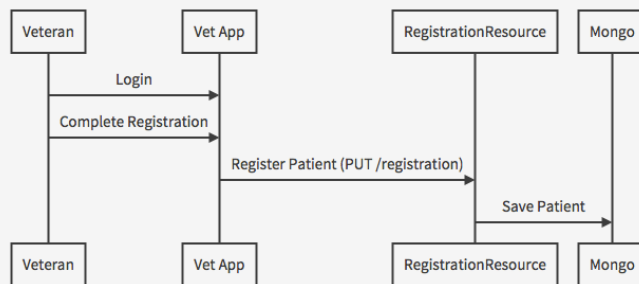 Veteran
Vet App
RegistrationResource
Mongo
Login
Complete Registration
Register Patient (PUT /registration)
Save Patient
Veteran
Vet App
RegistrationResource
Mongo